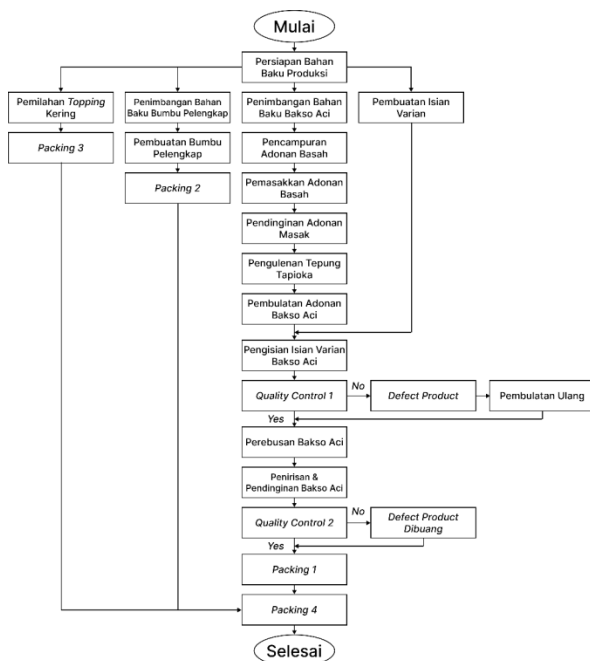 Mulai
Persiapan Bahan
Baku Produksi
Pemilahan Topping
Kering
Penimbangan Bahan
Baku Bumbu Pelengkap
Penimbangan Bahan
Baku Bakso Aci
Pembuatan Isian
Varian
Packing 3
Pembuatan Bumbu
Pelengkap
Pencampuran
Adonan Basah
Packing 2
Pemasakkan Adonan
Basah
Pendinginan Adonan
Masak
Pengulenan Tepung
Tapioka
Pembulatan Adonan
Bakso Aci
Pengisian Isian Varian
Bakso Aci
Quality Control 1
No
Defect Product
Pembulatan Ulang
Yes
Perebusan Bakso Aci
Penirisan &
Pendinginan Bakso Aci
Quality Control 2
No
Defect Product
Dibuang
Yes
Packing 1
Packing 4
Selesai